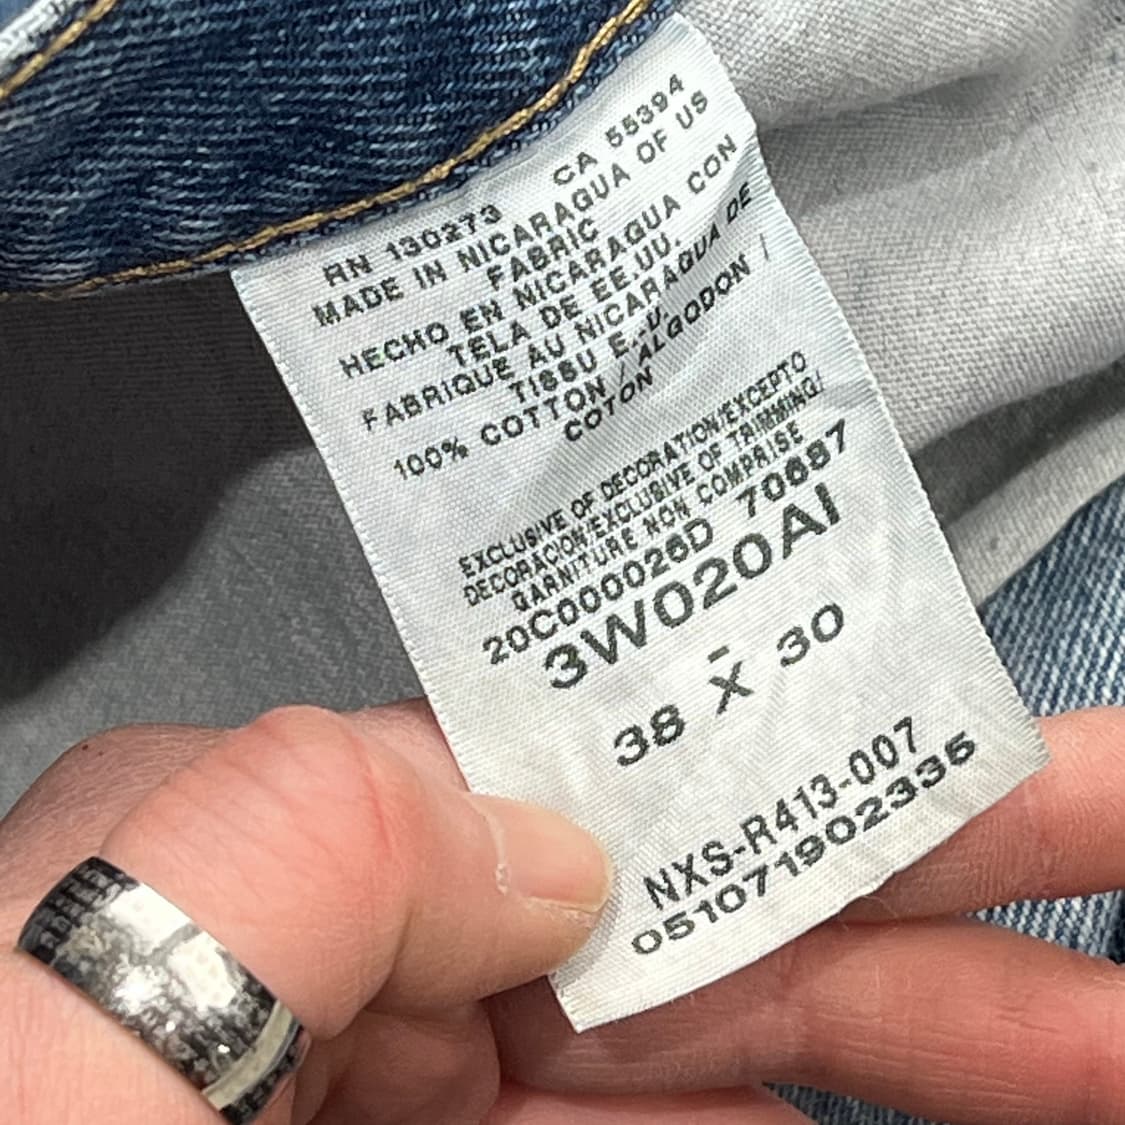 RN 130273 CA 55394
MADE IN NICARAGUA OF US
FABRIC
HECHO EN NICARAGUA CON
TELA DE EE.UU.
FABRIQUE AU NICARAGUA DE
TISSU E.-U.
100% COTTON / ALGODON /
COTON
EXCLUSIVE OF DECORATION/EXCEPTO
DECORACION/EXCLUSIVE OF TRIMMING/
GARNITURE NON COMPRISE
20C000026D 70687
3W020AI
-
38 X 30
NXS-R413-007
051071902335